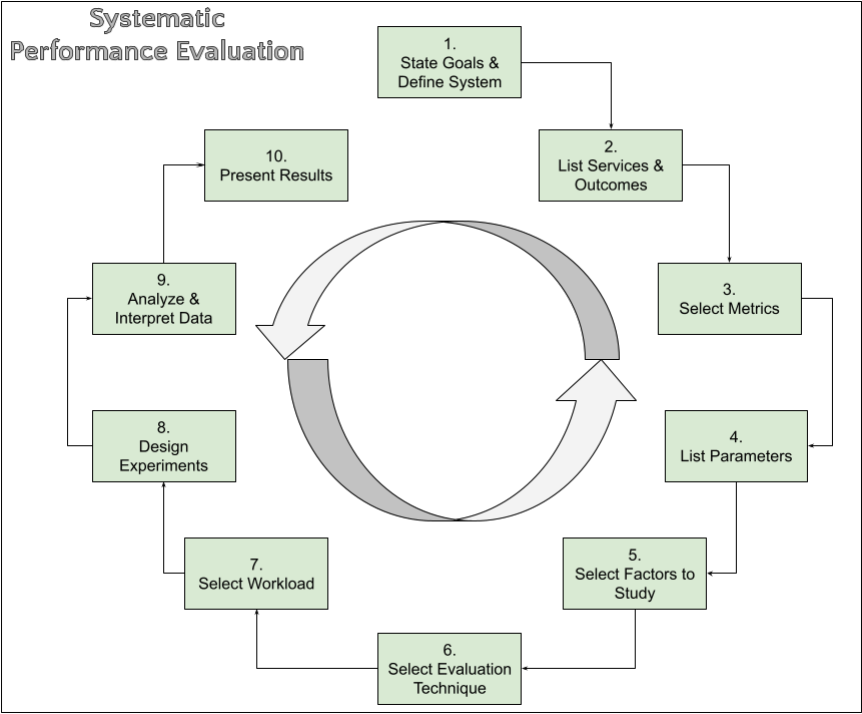 Systematic
Performance Evaluation
1.
State Goals &
Define System
2.
List Services &
Outcomes
3.
Select Metrics
4.
List Parameters
5.
Select Factors to
Study
6.
Select Evaluation
Technique
7.
Select Workload
8.
Design
Experiments
9.
Analyze &
Interpret Data
10.
Present Results